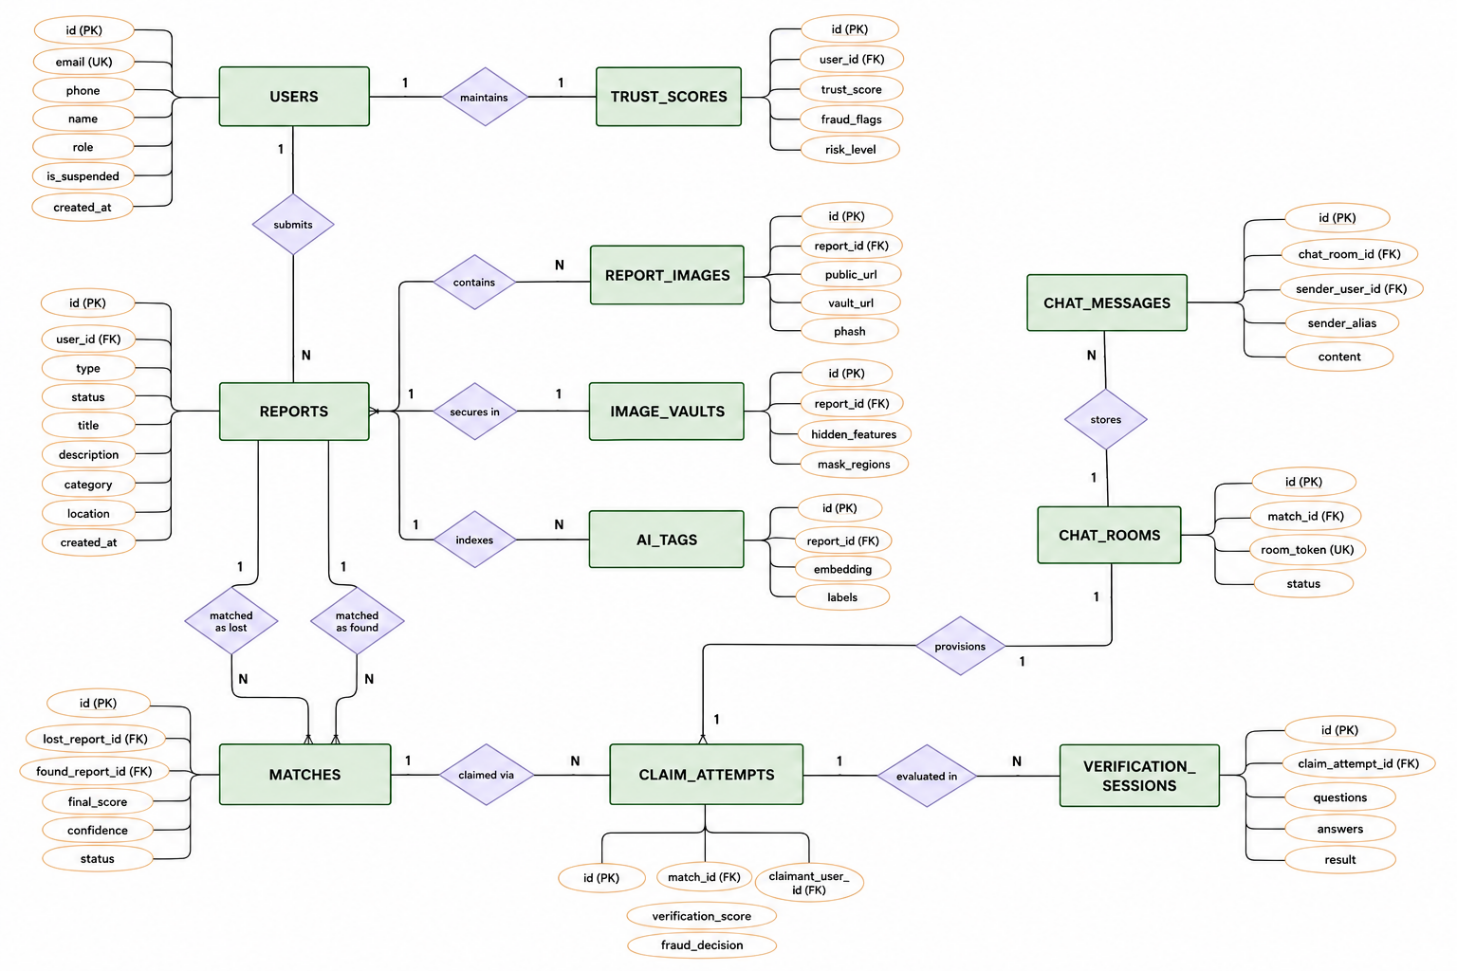 id (PK)
email (UK)
phone
name
role
is_suspended
created_at
USERS
1
maintains
1
TRUST_SCORES
id (PK)
user_id (FK)
trust_score
fraud_flags
risk_level
1
submits
N
id (PK)
user_id (FK)
type
status
title
description
category
location
created_at
REPORTS
contains
N
REPORT_IMAGES
id (PK)
report_id (FK)
public_url
vault_url
phash
1
secures in
1
IMAGE_VAULTS
id (PK)
report_id (FK)
hidden_features
mask_regions
1
indexes
N
AI_TAGS
id (PK)
report_id (FK)
embedding
labels
CHAT_MESSAGES
id (PK)
chat_room_id (FK)
sender_user_id (FK)
sender_alias
content
N
stores
1
CHAT_ROOMS
id (PK)
match_id (FK)
room_token (UK)
status
1
provisions
1
1
1
matched
as lost
N
1
matched
as found
N
id (PK)
lost_report_id (FK)
found_report_id (FK)
final_score
confidence
status
MATCHES
1
claimed via
N
CLAIM_ATTEMPTS
id (PK)
match_id (FK)
claimant_user_
id (FK)
verification_score
fraud_decision
1
evaluated in
N
VERIFICATION_
SESSIONS
id (PK)
claim_attempt_id (FK)
questions
answers
result